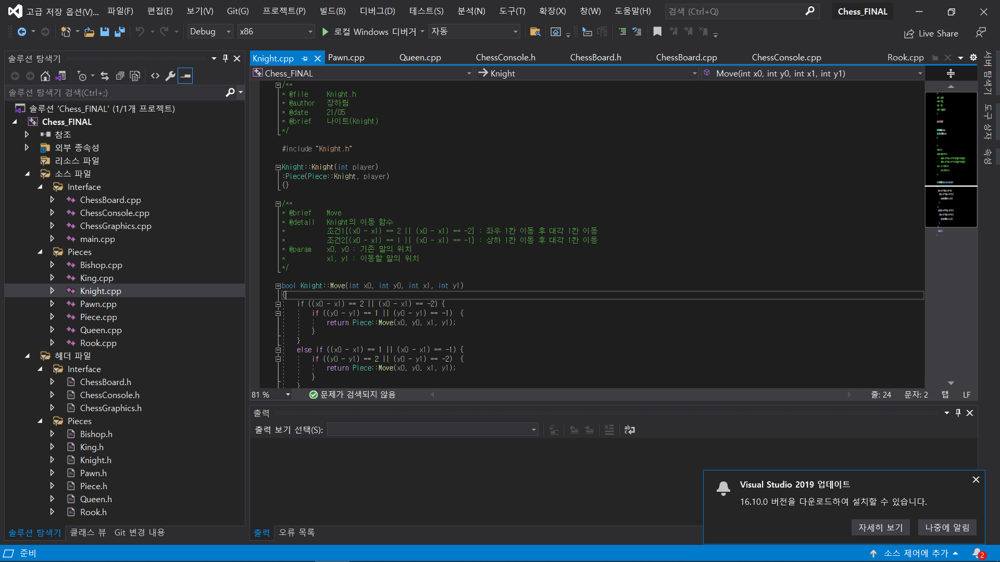 고급 저장 옵션(V)... 파일(F) 편집(E) 보기(V) Git(G) 프로젝트(P) 빌드(B) 디버그(D) 테스트(S) 분석(N) 도구(T) 확장(X) 창(W) 도움말(H) 검색 (Ctrl+Q) Chess_FINAL
Debug x86 로컬 Windows 디버거 자동 Live Share
솔루션 탐색기
솔루션 탐색기 검색(Ctrl+;)
솔루션 'Chess_FINAL' (1/1개 프로젝트)
Chess_FINAL
참조
외부 종속성
리소스 파일
소스 파일
Interface
ChessBoard.cpp
ChessConsole.cpp
ChessGraphics.cpp
main.cpp
Pieces
Bishop.cpp
King.cpp
Knight.cpp
Pawn.cpp
Piece.cpp
Queen.cpp
Rook.cpp
헤더 파일
Interface
ChessBoard.h
ChessConsole.h
ChessGraphics.h
Pieces
Bishop.h
King.h
Knight.h
Pawn.h
Piece.h
Queen.h
Rook.h
솔루션 탐색기 클래스 뷰 Git 변경 내용
Knight.cpp Pawn.cpp Queen.cpp ChessConsole.h ChessBoard.h ChessBoard.cpp ChessConsole.cpp Rook.cpp
Chess_FINAL Knight Move(int x0, int y0, int x1, int y1)
/**
* @file Knight.h
* @author 장하림
* @date 21/05
* @brief 나이트(Knight)
*/
#include "Knight.h"
Knight::Knight(int player)
:Piece(Piece::Knight, player)
{}
/**
* @brief Move
* @detail Knight의 이동 함수
* 조건1[(x0 - x1) == 2 || (x0 - x1) == -2] : 좌우 1칸 이동 후 대각 1칸 이동
* 조건2[(x0 - x1) == 1 || (x0 - x1) == -1] : 상하 1칸 이동 후 대각 1칸 이동
* @param x0, y0 : 기존 말의 위치
* x1, y1 : 이동할 말의 위치
*/
bool Knight::Move(int x0, int y0, int x1, int y1)
{
if ((x0 - x1) == 2 || (x0 - x1) == -2) {
if ((y0 - y1) == 1 || (y0 - y1) == -1) {
return Piece::Move(x0, y0, x1, y1);
}
}
else if ((x0 - x1) == 1 || (x0 - x1) == -1) {
if ((y0 - y1) == 2 || (y0 - y1) == -2) {
return Piece::Move(x0, y0, x1, y1);
}
}
81 % 문제가 검색되지 않음 줄: 24 문자: 2 탭 LF
서버 탐색기
도구 상자
속성
출력
출력 보기 선택(S):
출력 오류 목록
Visual Studio 2019 업데이트
16.10.0 버전을 다운로드하여 설치할 수 있습니다.
자세히 보기 나중에 알림
준비 소스 제어에 추가 2